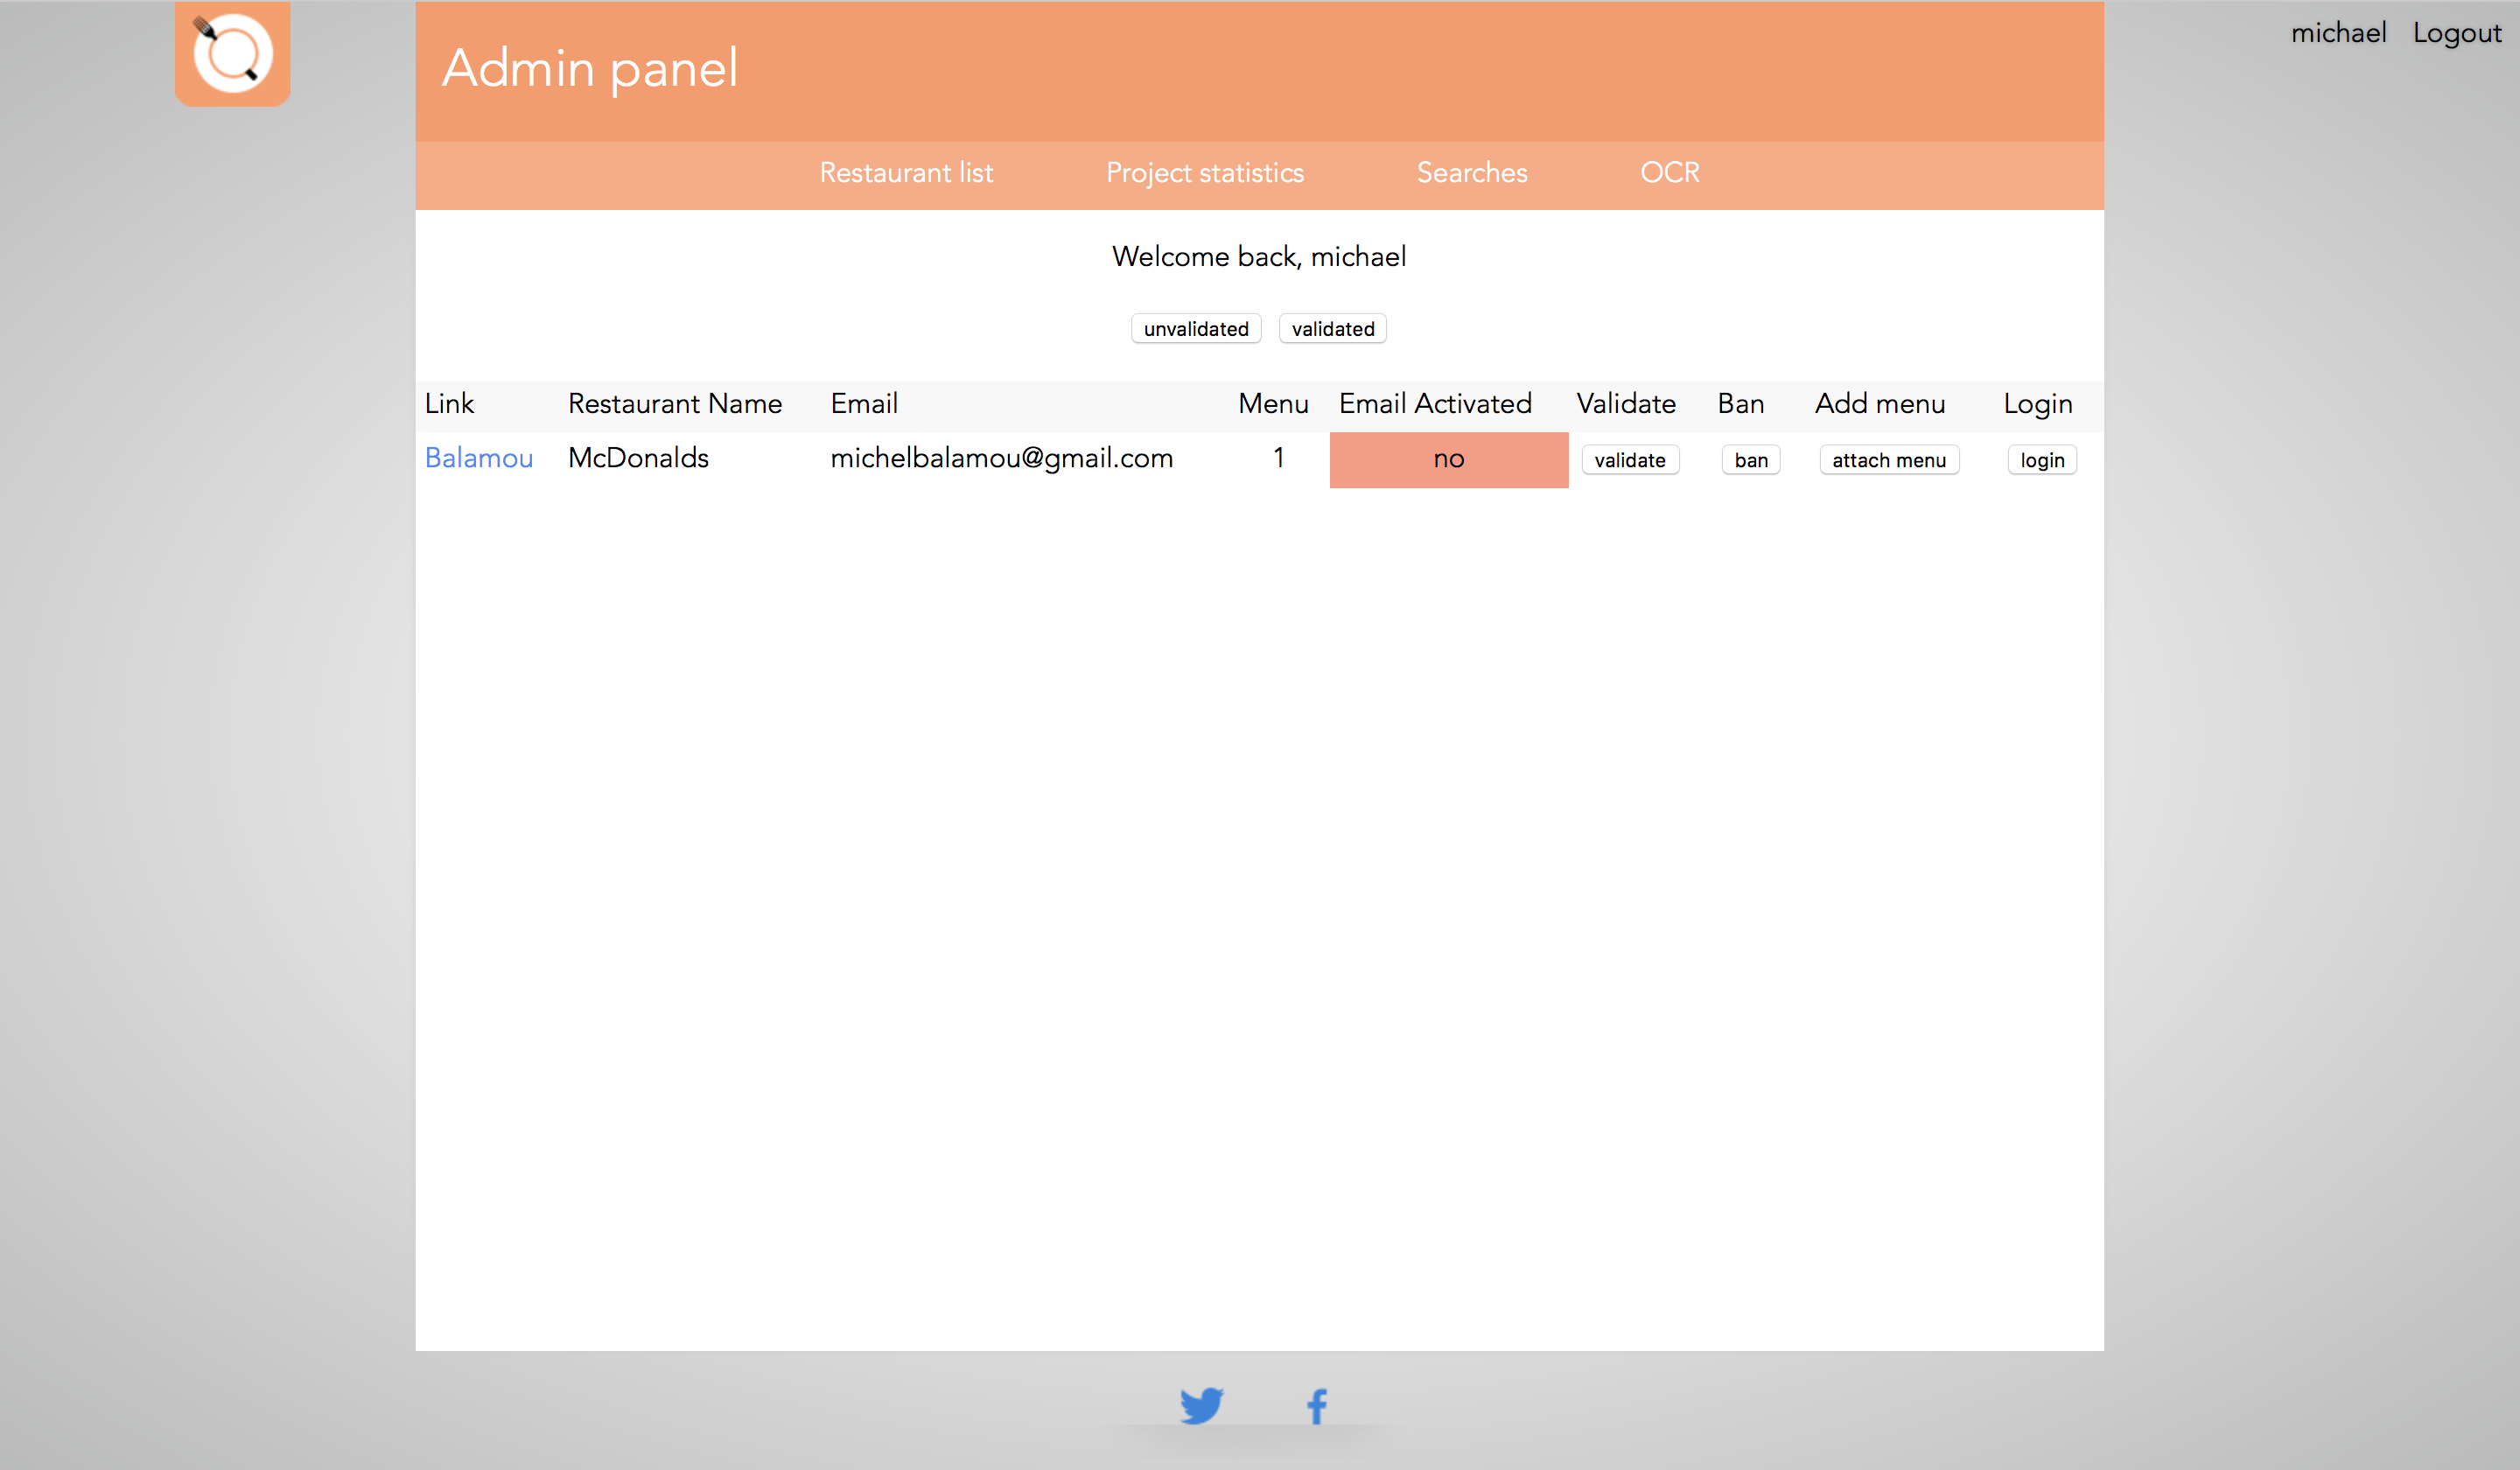 michael Logout
Admin panel
Restaurant list Project statistics Searches OCR
Welcome back, michael
unvalidated validated
Link Restaurant Name Email Menu Email Activated Validate Ban Add menu Login
Balamou McDonalds michelbalamou@gmail.com 1 no validate ban attach menu login